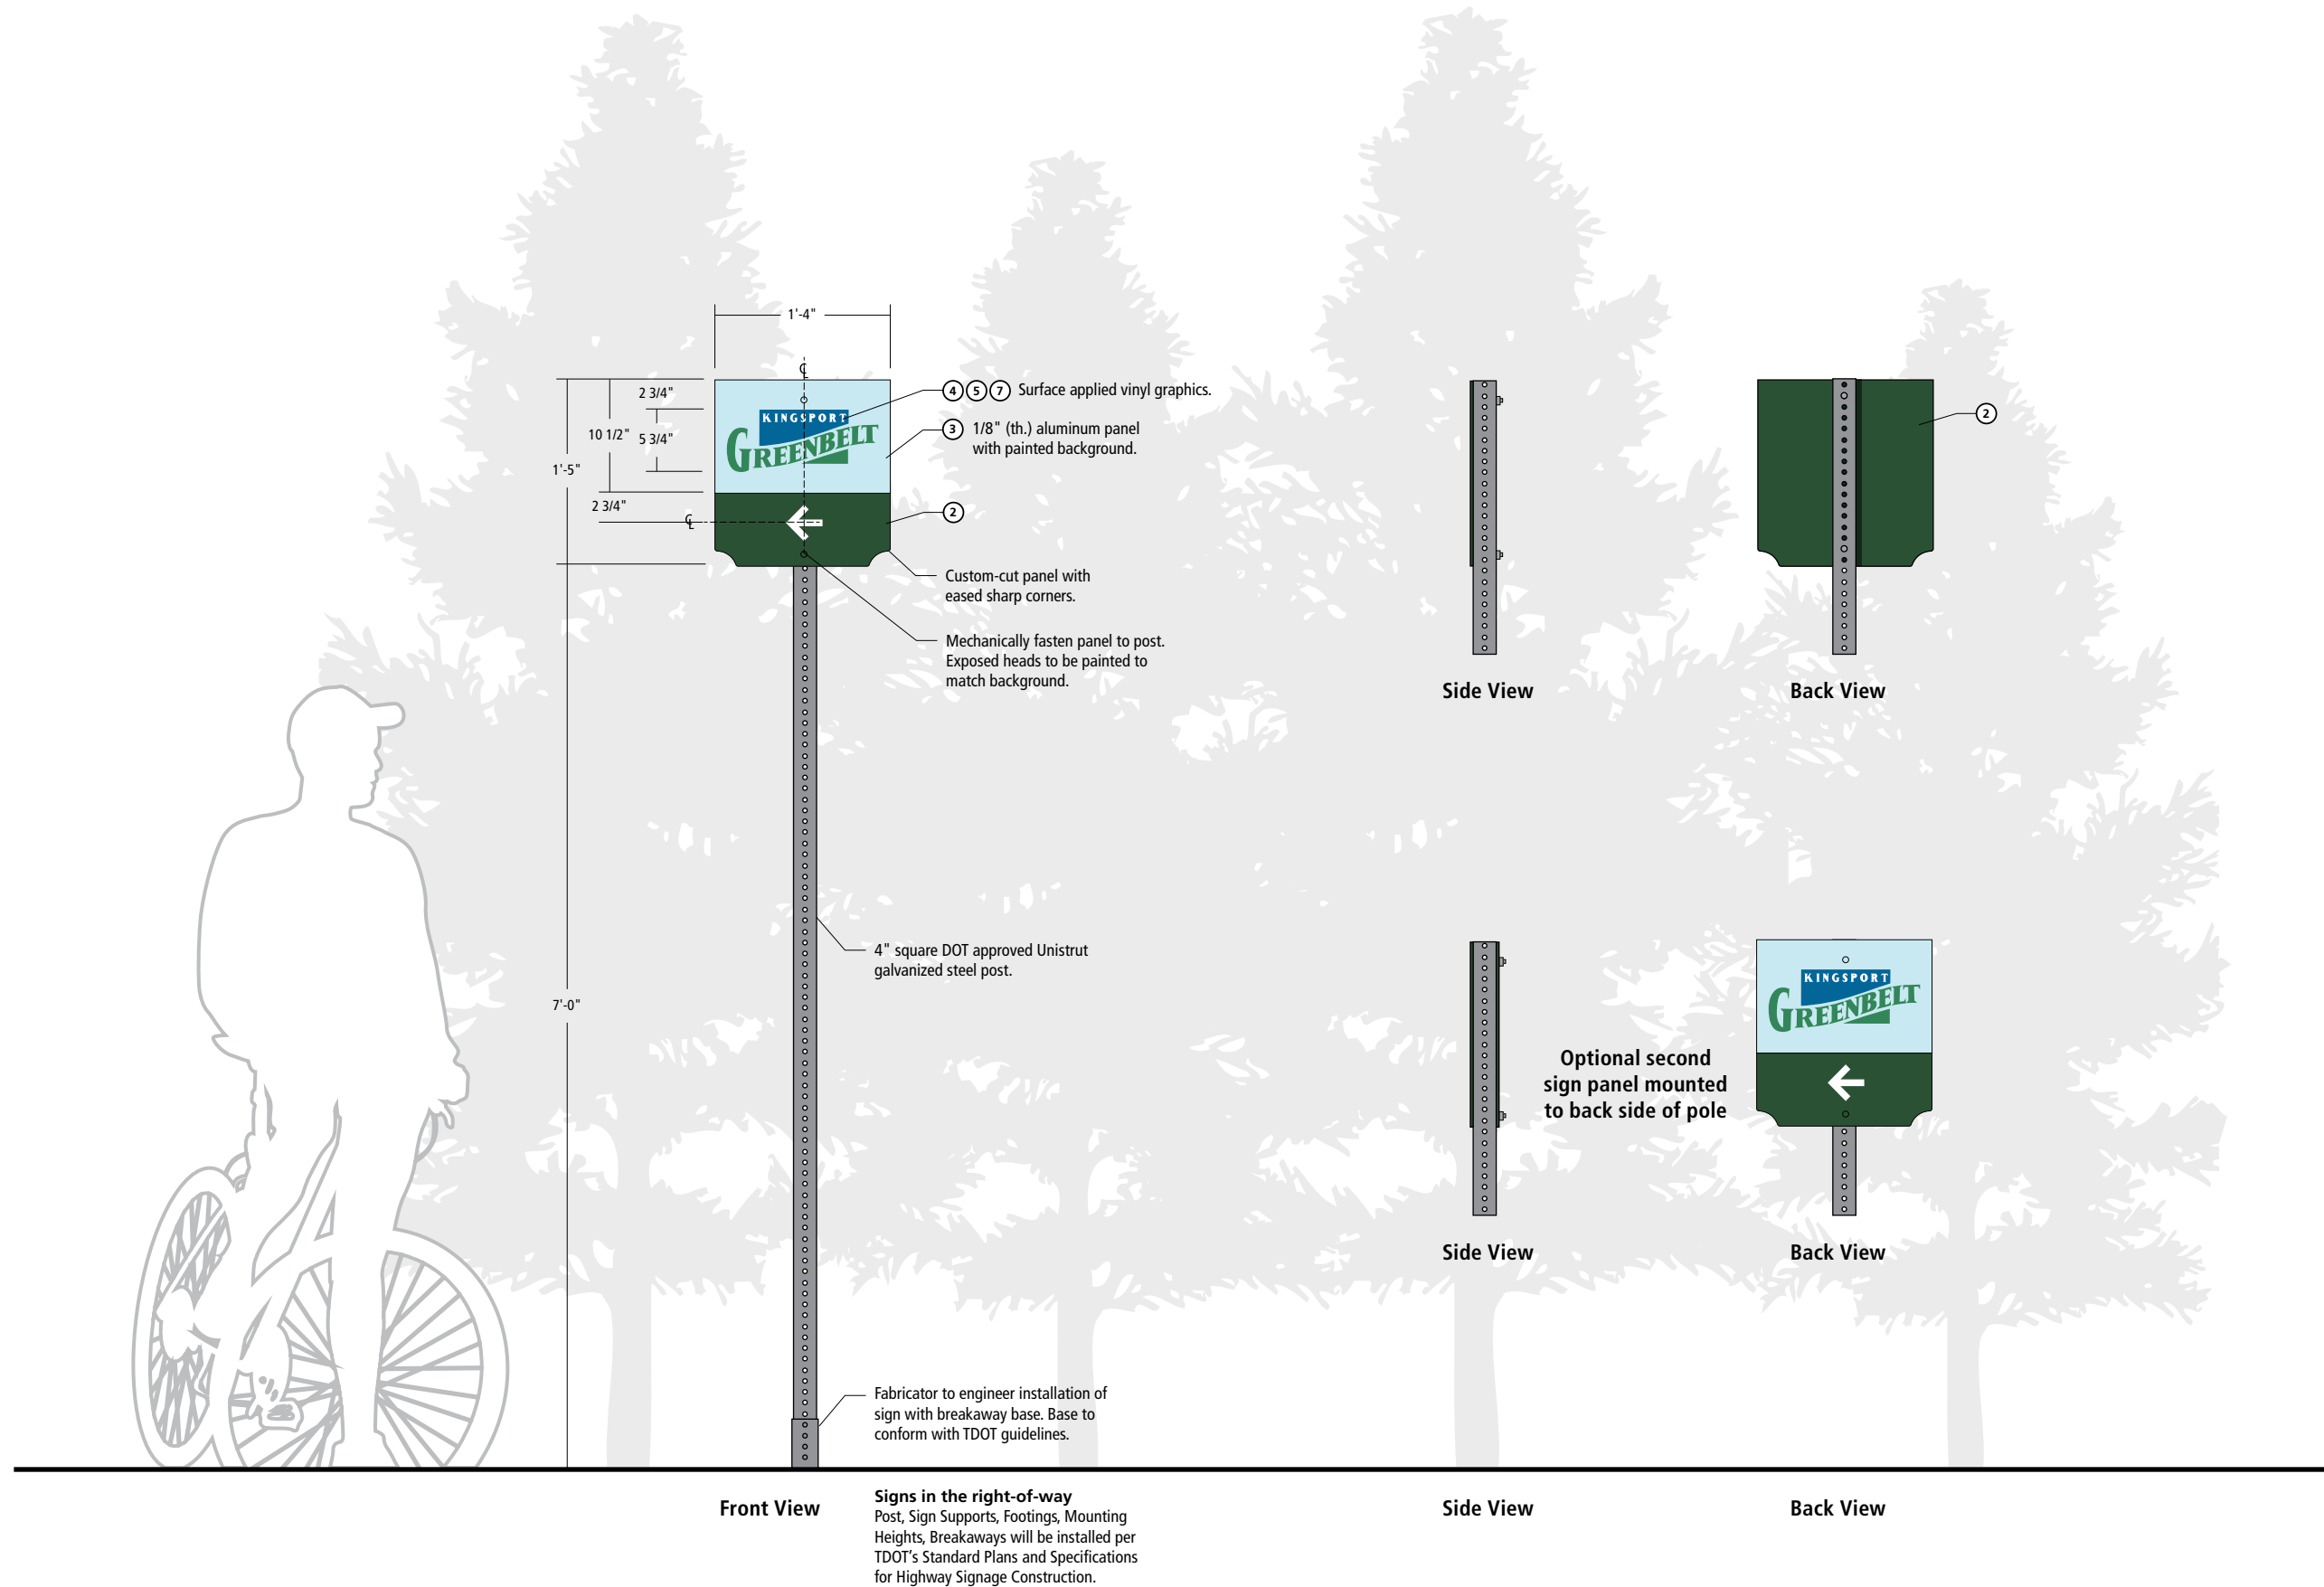 1'-4"
℄
2 3/4"
10 1/2"
5 3/4"
1'-5"
2 3/4"
℄
7'-0"
KINGSPORT
GREENBELT
4 5 7 Surface applied vinyl graphics.
3 1/8" (th.) aluminum panel
with painted background.
2
Custom-cut panel with
eased sharp corners.
Mechanically fasten panel to post.
Exposed heads to be painted to
match background.
4" square DOT approved Unistrut
galvanized steel post.
Fabricator to engineer installation of
sign with breakaway base. Base to
conform with TDOT guidelines.
2
Side View
Back View
Optional second
sign panel mounted
to back side of pole
KINGSPORT
GREENBELT
Side View
Back View
Front View
Signs in the right-of-way
Post, Sign Supports, Footings, Mounting
Heights, Breakaways will be installed per
TDOT's Standard Plans and Specifications
for Highway Signage Construction.
Side View
Back View